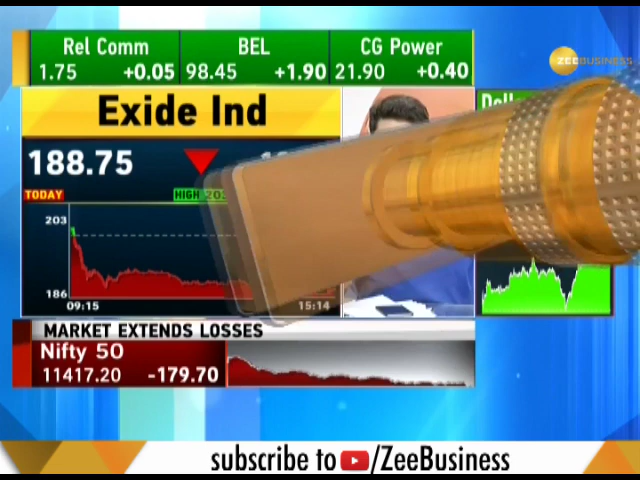 Rel Comm
1.75 +0.05
BEL
98.45 +1.90
CG Power
21.90 +0.40
ZEEBUSINESS
Exide Ind
188.75
TODAY
HIGH
203
186
09:15 15:14
MARKET EXTENDS LOSSES
Nifty 50
11417.20 -179.70
subscribe to /ZeeBusiness